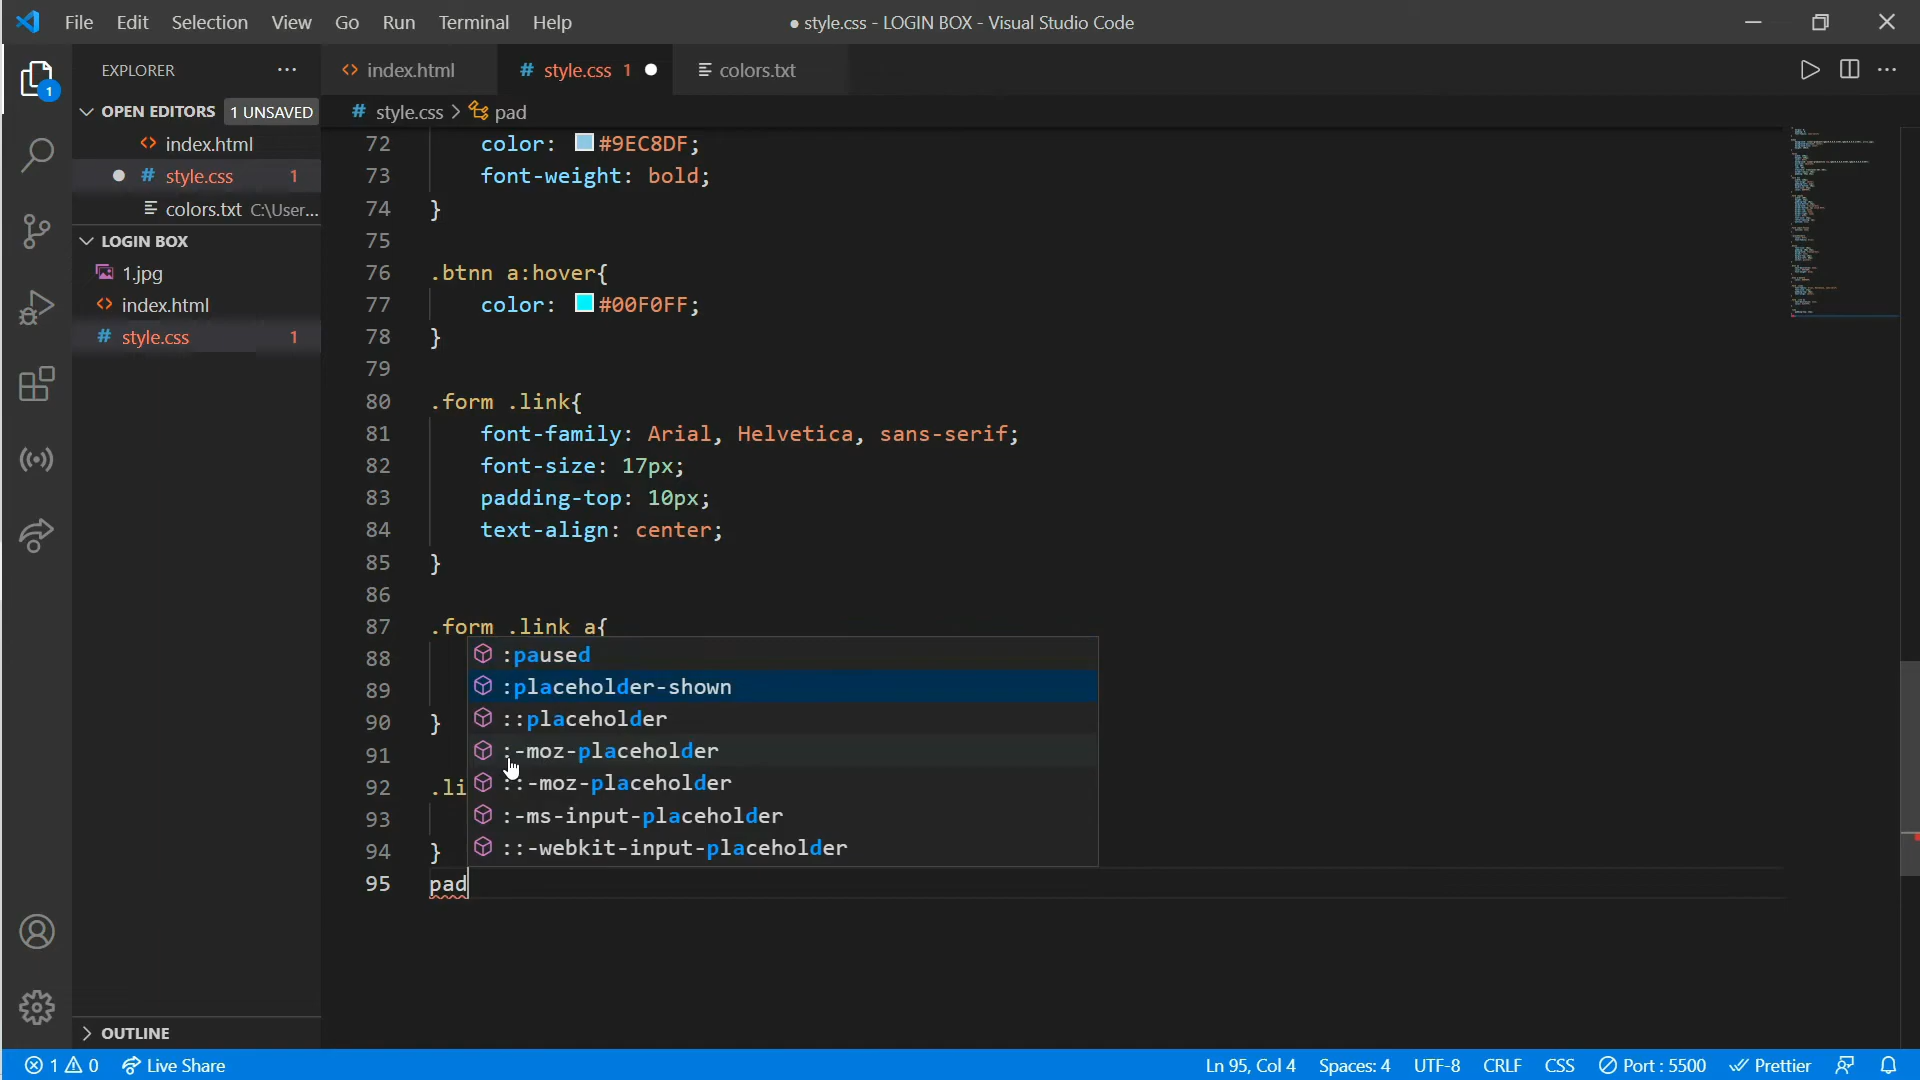 File Edit Selection View Go Run Terminal Help
● style.css - LOGIN BOX - Visual Studio Code
EXPLORER
index.html
style.css 1
colors.txt
OPEN EDITORS 1 UNSAVED
style.css > pad
index.html
style.css 1
colors.txt C:\User...
LOGIN BOX
1.jpg
index.html
style.css 1
72 color: #9EC8DF;
73 font-weight: bold;
74 }
75
76 .btnn a:hover{
77 color: #00F0FF;
78 }
79
80 .form .link{
81 font-family: Arial, Helvetica, sans-serif;
82 font-size: 17px;
83 padding-top: 10px;
84 text-align: center;
85 }
86
87 .form .link a{
88
89
90 }
91
92 .li
93
94 }
95 pad
:paused
:placeholder-shown
::placeholder
:-moz-placeholder
::-moz-placeholder
:-ms-input-placeholder
::-webkit-input-placeholder
OUTLINE
1
1 0 Live Share
Ln 95, Col 4 Spaces: 4 UTF-8 CRLF CSS Port : 5500 Prettier